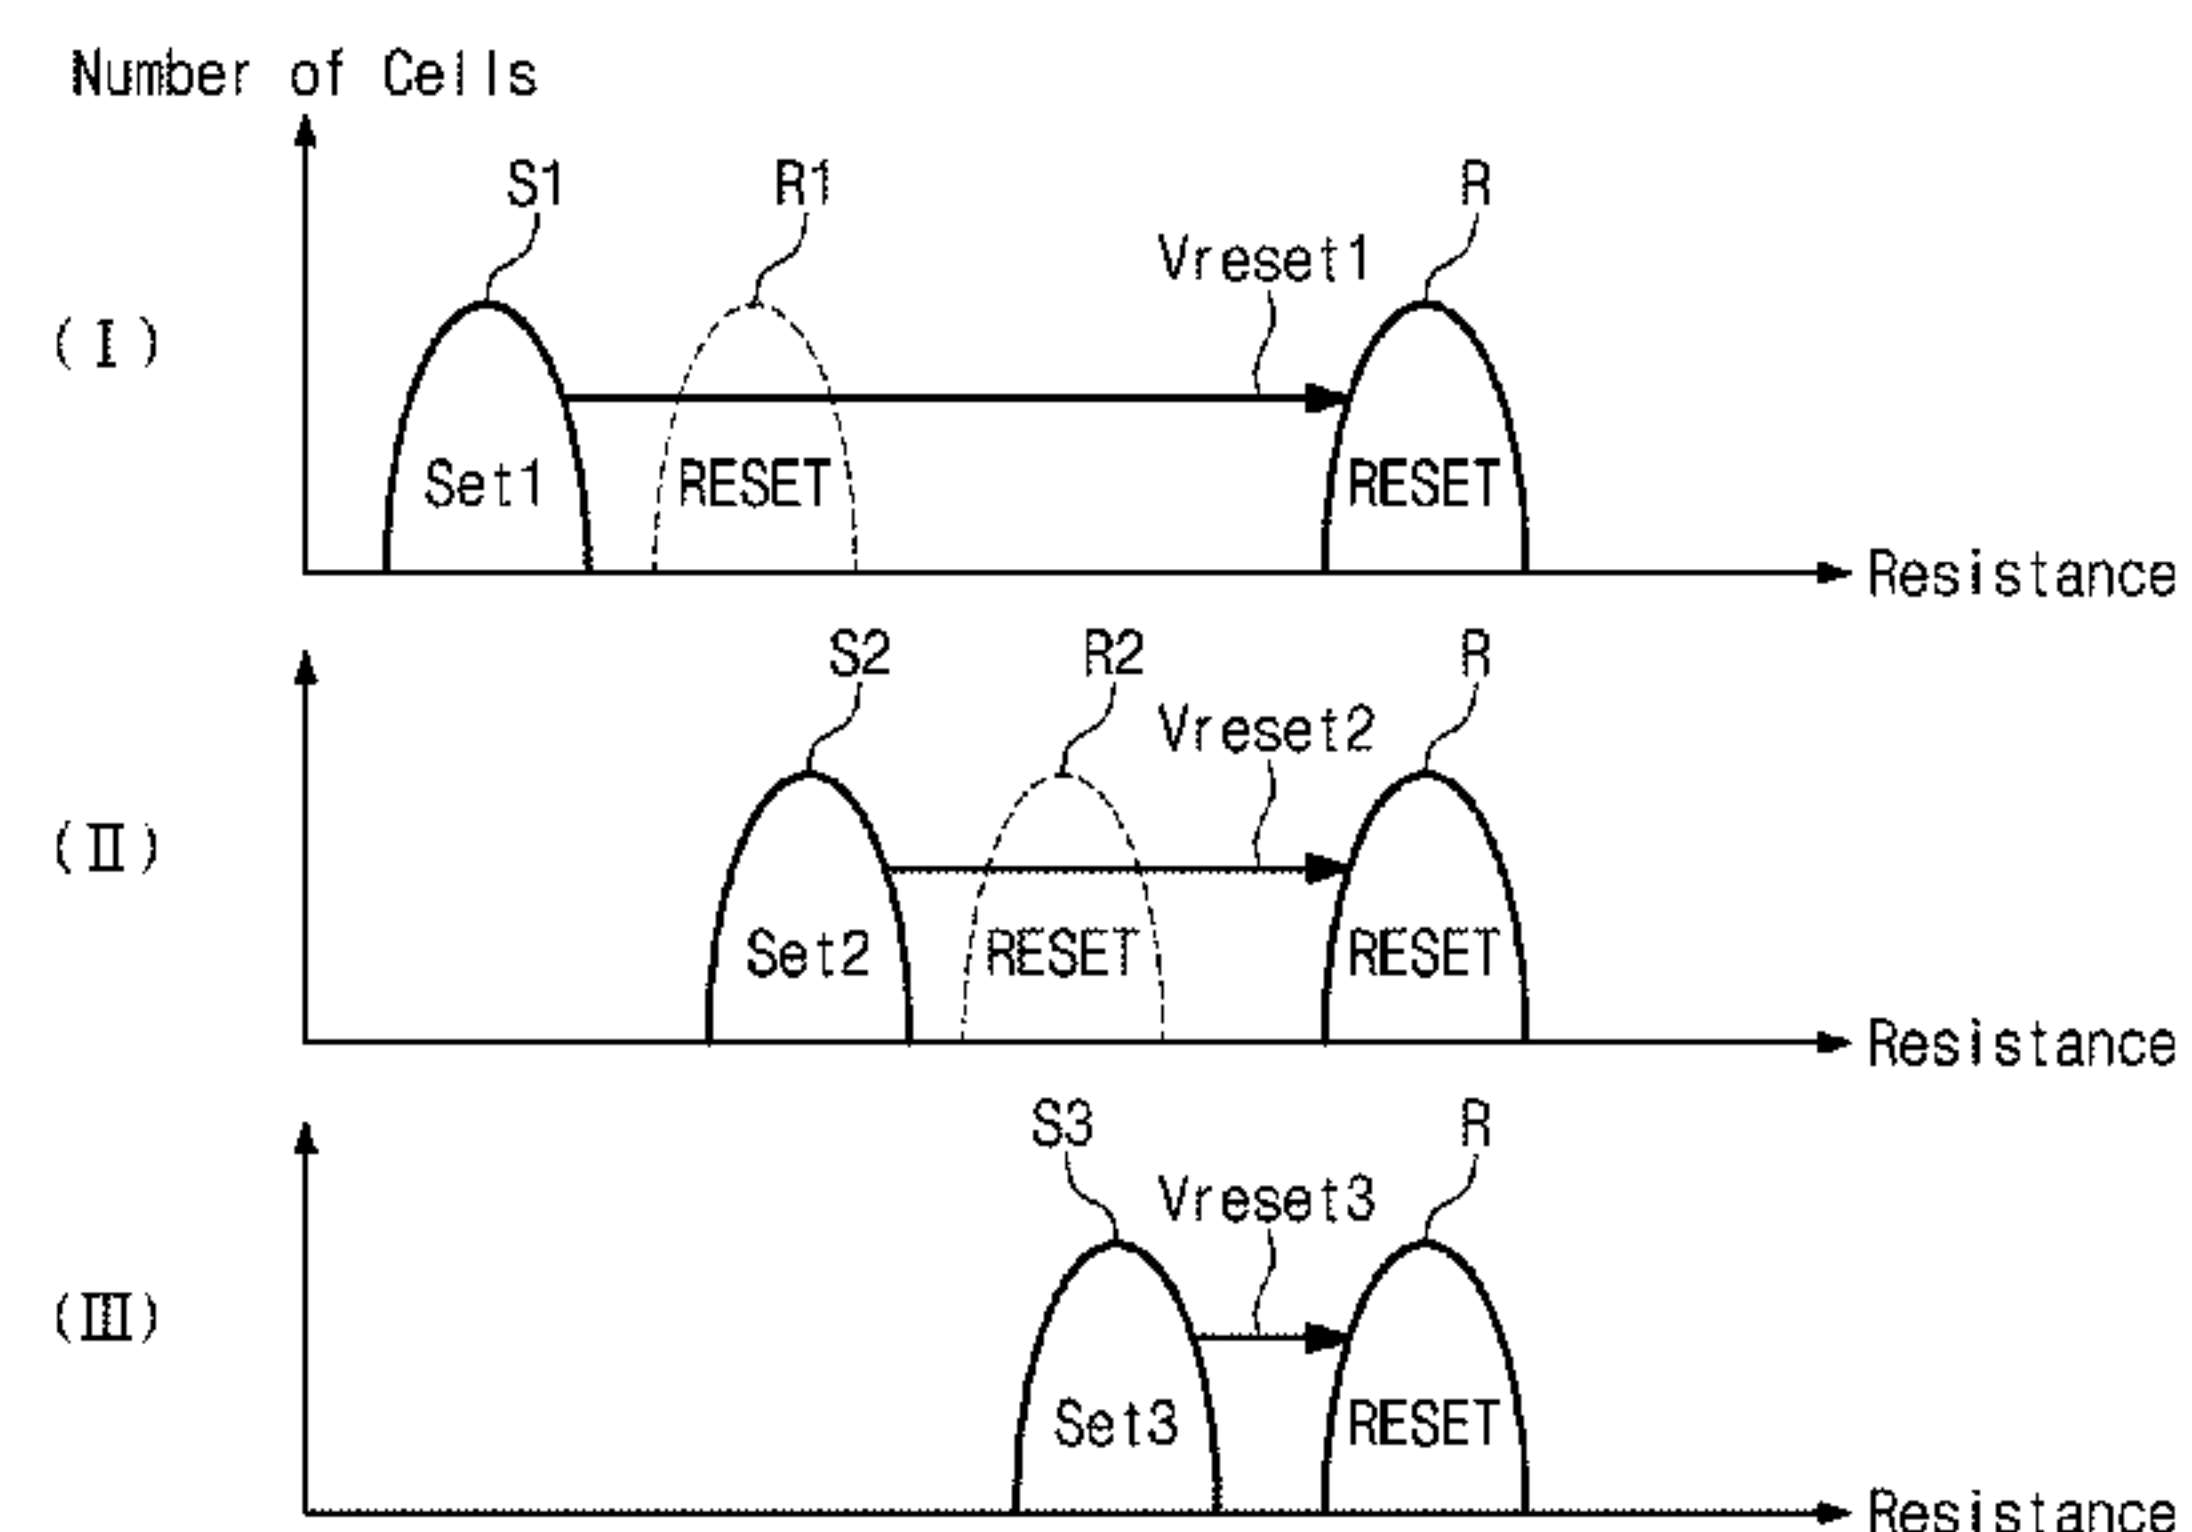 Number of Cells
S1
R1
R
Vreset1
(Ⅰ)
Set1
RESET
RESET
Resistance
S2
R2
R
Vreset2
(Ⅱ)
Set2
RESET
RESET
Resistance
S3
R
Vreset3
(Ⅲ)
Set3
RESET
Resistance